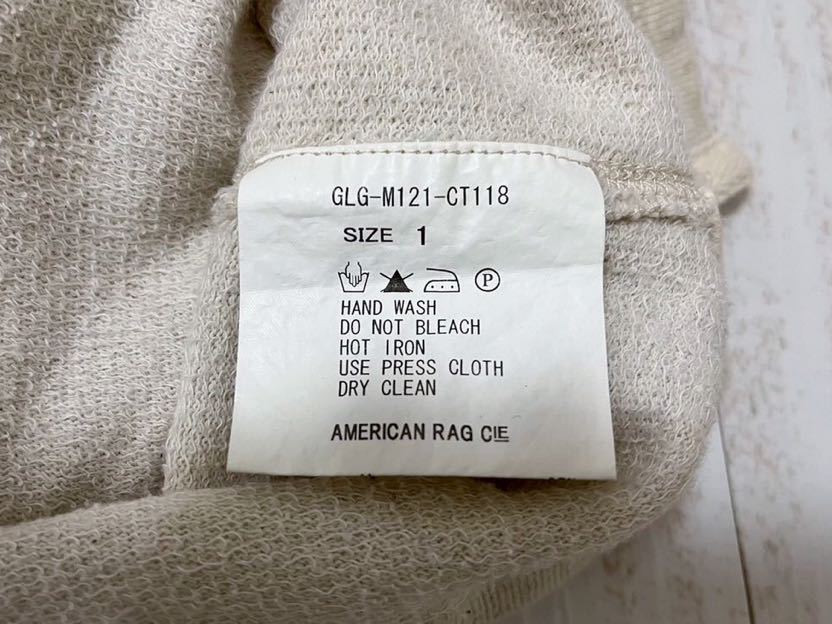 GLG-M121-CT118
SIZE 1
P
HAND WASH
DO NOT BLEACH
HOT IRON
USE PRESS CLOTH
DRY CLEAN
AMERICAN RAG CIE